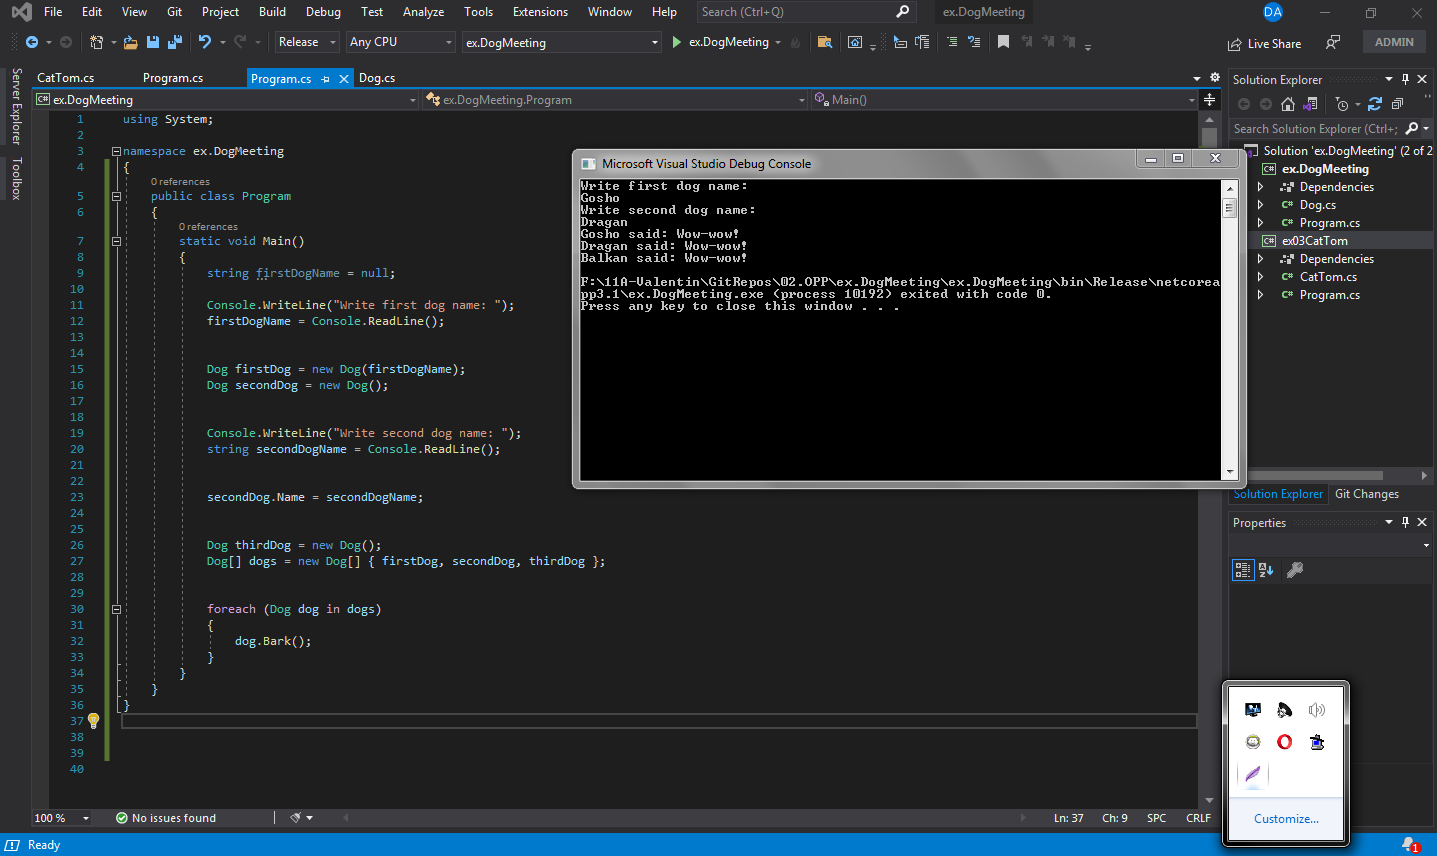 File Edit View Git Project Build Debug Test Analyze Tools Extensions Window Help Search (Ctrl+Q) ex.DogMeeting DA
Release Any CPU ex.DogMeeting ex.DogMeeting Live Share ADMIN
Server Explorer
Toolbox
CatTom.cs Program.cs Program.cs Dog.cs
ex.DogMeeting ex.DogMeeting.Program Main()
1 using System;
2
3 namespace ex.DogMeeting
4 {
0 references
5 public class Program
6 {
0 references
7 static void Main()
8 {
9 string firstDogName = null;
10
11 Console.WriteLine("Write first dog name: ");
12 firstDogName = Console.ReadLine();
13
14
15 Dog firstDog = new Dog(firstDogName);
16 Dog secondDog = new Dog();
17
18
19 Console.WriteLine("Write second dog name: ");
20 string secondDogName = Console.ReadLine();
21
22
23 secondDog.Name = secondDogName;
24
25
26 Dog thirdDog = new Dog();
27 Dog[] dogs = new Dog[] { firstDog, secondDog, thirdDog };
28
29
30 foreach (Dog dog in dogs)
31 {
32 dog.Bark();
33 }
34 }
35 }
36 }
37
38
39
40
Microsoft Visual Studio Debug Console
Write first dog name:
Gosho
Write second dog name:
Dragan
Gosho said: Wow-wow!
Dragan said: Wow-wow!
Balkan said: Wow-wow!
F:\11A-Valentin\GitRepos\02.OPP\ex.DogMeeting\ex.DogMeeting\bin\Release\netcorea
pp3.1\ex.DogMeeting.exe (process 10192) exited with code 0.
Press any key to close this window . . .
Solution Explorer
Search Solution Explorer (Ctrl+;
Solution 'ex.DogMeeting' (2 of 2
ex.DogMeeting
Dependencies
Dog.cs
Program.cs
ex03CatTom
Dependencies
CatTom.cs
Program.cs
Solution Explorer Git Changes
Properties
Customize...
100 % No issues found Ln: 37 Ch: 9 SPC CRLF
Ready 1